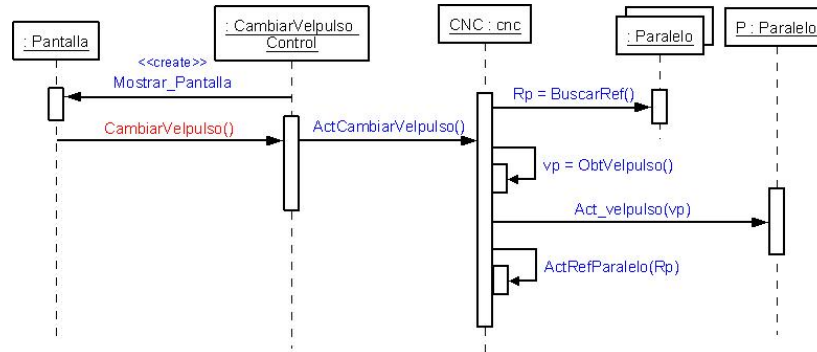 : Pantalla
: CambiarVelpulso
Control
CNC : cnc
: Paralelo
P : Paralelo
<<create>>
Mostrar_Pantalla
Rp = BuscarRef()
CambiarVelpulso()
ActCambiarVelpulso()
vp = ObtVelpulso()
Act_velpulso(vp)
ActRefParalelo(Rp)